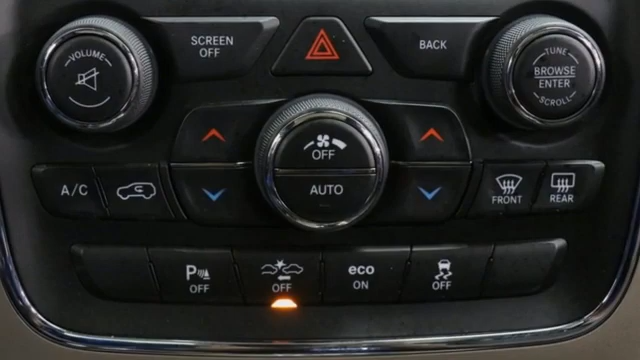 VOLUME
SCREEN
OFF
BACK
TUNE
BROWSE
ENTER
SCROLL
OFF
AUTO
A/C
FRONT
REAR
P
OFF
OFF
eco
ON
OFF